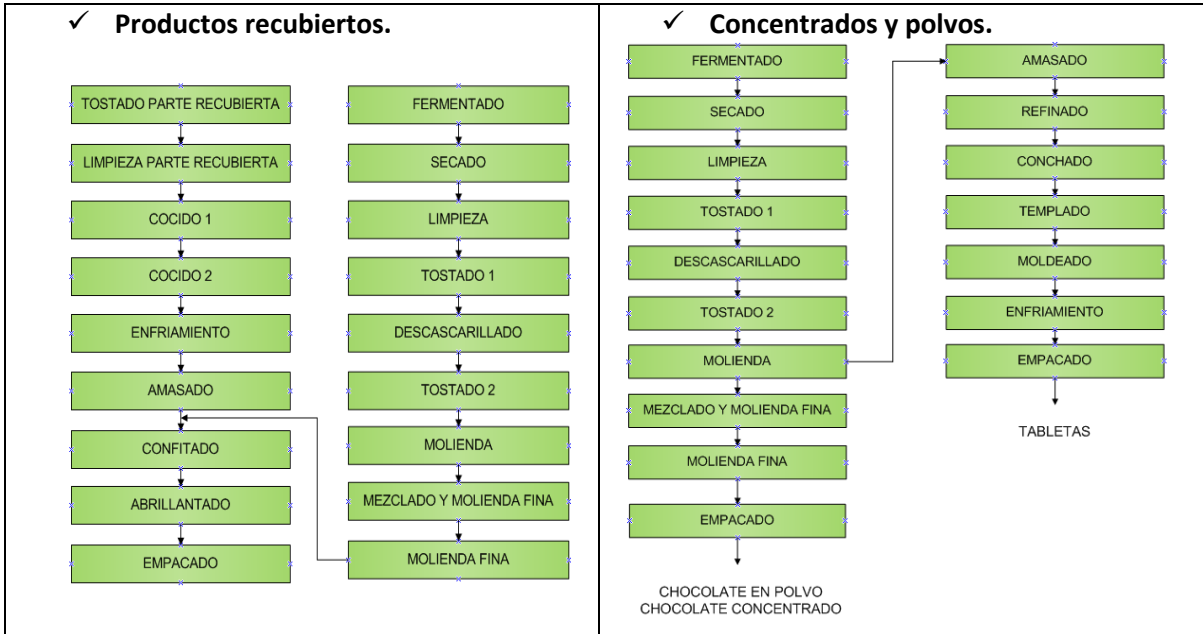 ✓ Productos recubiertos.
TOSTADO PARTE RECUBIERTA
LIMPIEZA PARTE RECUBIERTA
COCIDO 1
COCIDO 2
ENFRIAMIENTO
AMASADO
CONFITADO
ABRILLANTADO
EMPACADO
FERMENTADO
SECADO
LIMPIEZA
TOSTADO 1
DESCASCARILLADO
TOSTADO 2
MOLIENDA
MEZCLADO Y MOLIENDA FINA
MOLIENDA FINA
✓ Concentrados y polvos.
FERMENTADO
SECADO
LIMPIEZA
TOSTADO 1
DESCASCARILLADO
TOSTADO 2
MOLIENDA
MEZCLADO Y MOLIENDA FINA
MOLIENDA FINA
EMPACADO
CHOCOLATE EN POLVO
CHOCOLATE CONCENTRADO
AMASADO
REFINADO
CONCHADO
TEMPLADO
MOLDEADO
ENFRIAMIENTO
EMPACADO
TABLETAS